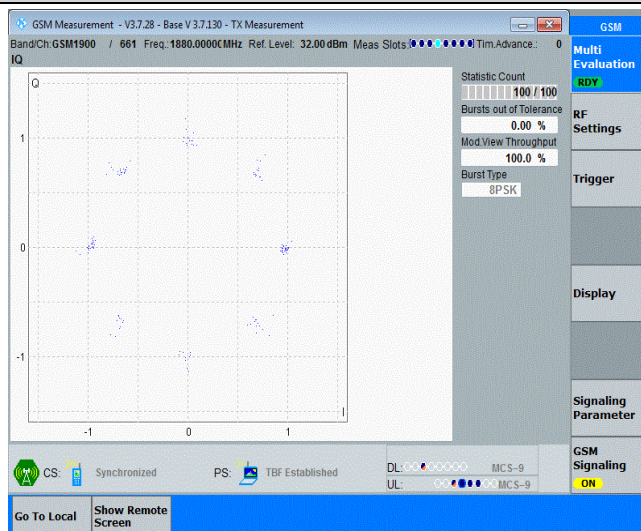 GSM Measurement - V3.7.28 - Base V 3.7.130 - TX Measurement
GSM
Band/Ch:GSM1900 / 661 Freq.:1880.00000 MHz Ref. Level: 32.00 dBm Meas Slots: Tim.Advance.: 0
IQ
Multi
Evaluation
RDY
Q
Statistic Count
100 / 100
Bursts out of Tolerance
0.00 %
Mod.View Throughput
100.0 %
Burst Type
8PSK
RF
Settings
Trigger
Display
Signaling
Parameter
GSM
Signaling
ON
1
0
-1
I
-1 0 1
CS: Synchronized PS: TBF Established
DL: MCS-9
UL: MCS-9
Go To Local
Show Remote
Screen